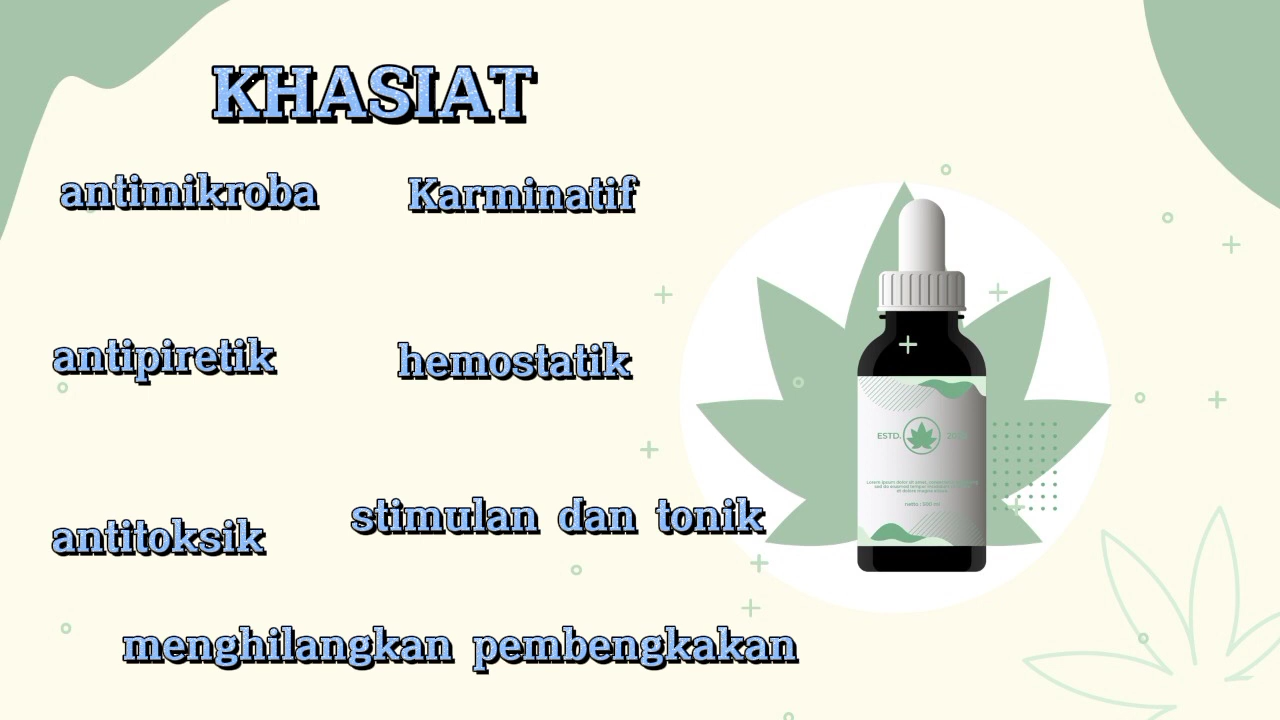 KHASIAT
antimikroba
Karminatif
antipiretik
hemostatik
antitoksik
stimulan dan tonik
menghilangkan pembengkakan
ESTD.